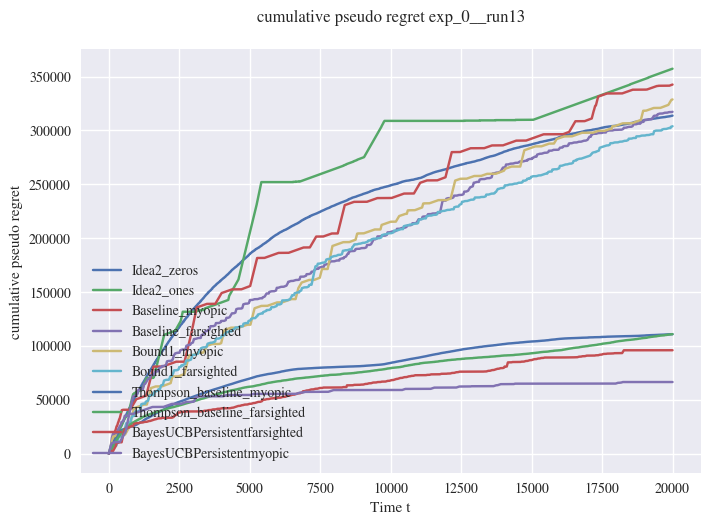 cumulative pseudo regret exp_0__run13
350000
300000
250000
200000
150000
100000
50000
0
cumulative pseudo regret
Idea2_zeros
Idea2_ones
Baseline_myopic
Baseline_farsighted
Bound1_myopic
Bound1_farsighted
Thompson_baseline_myopic
Thompson_baseline_farsighted
BayesUCBPersistentfarsighted
BayesUCBPersistentmyopic
0 2500 5000 7500 10000 12500 15000 17500 20000
Time t